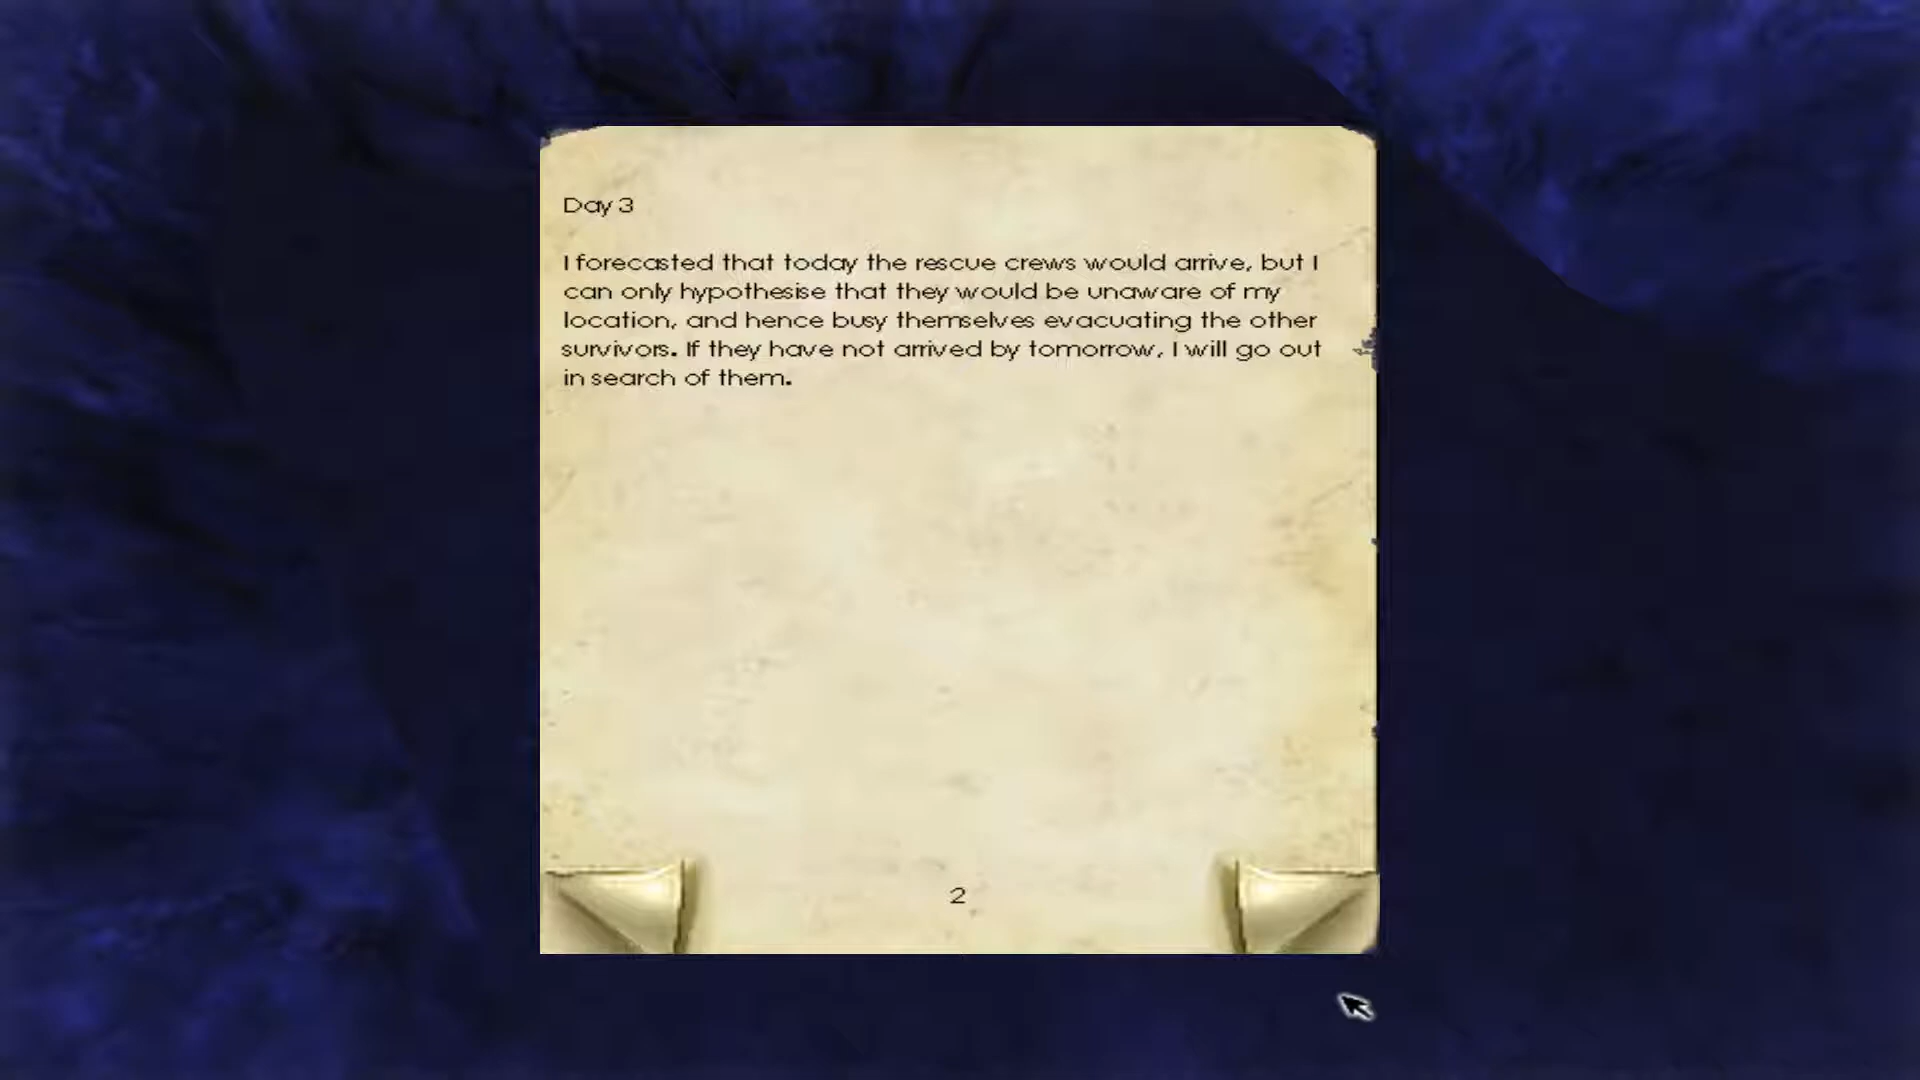 Day 3
I forecasted that today the rescue crews would arrive, but I
can only hypothesise that they would be unaware of my
location, and hence busy themselves evacuating the other
survivors. If they have not arrived by tomorrow, I will go out
in search of them.
2